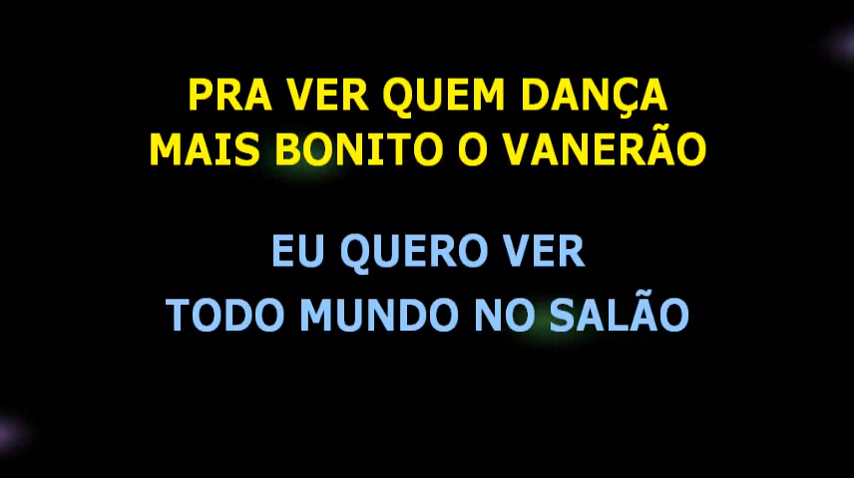 PRA VER QUEM DANÇA
MAIS BONITO O VANERÃO
EU QUERO VER
TODO MUNDO NO SALÃO